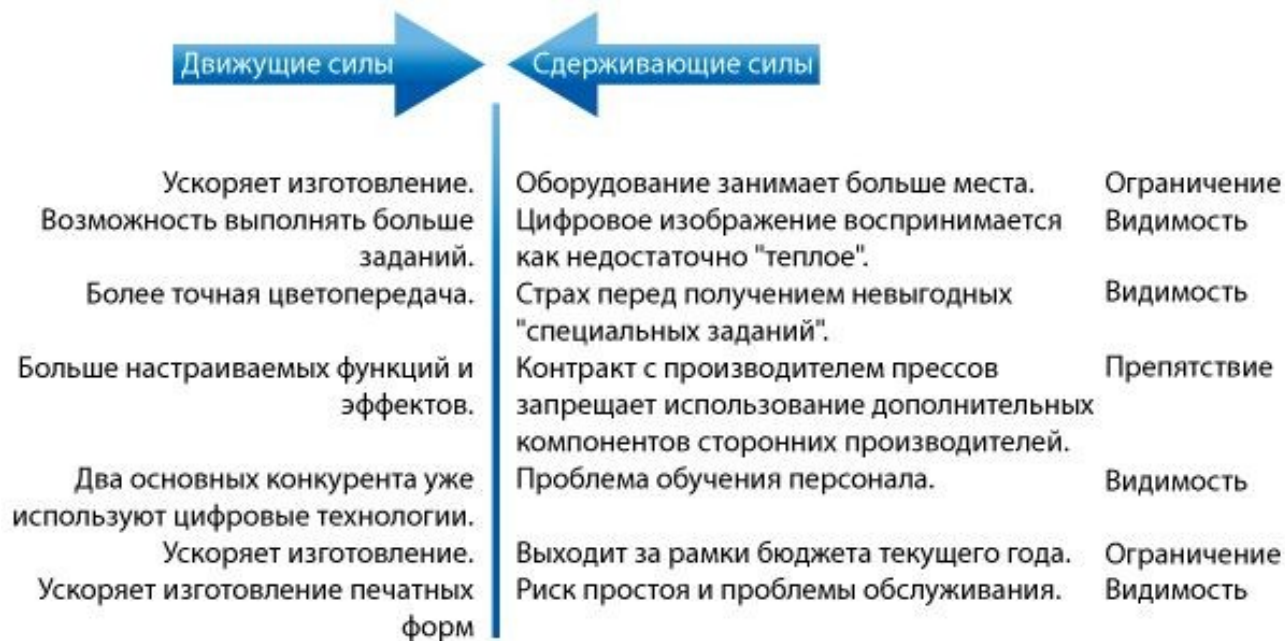 Движущие силы
Сдерживающие силы
Ускоряет изготовление.
Оборудование занимает больше места.
Ограничение
Возможность выполнять больше
заданий.
Цифровое изображение воспринимается
как недостаточно "теплое".
Видимость
Более точная цветопередача.
Страх перед получением невыгодных
"специальных заданий".
Видимость
Больше настраиваемых функций и
эффектов.
Контракт с производителем прессов
запрещает использование дополнительных
компонентов сторонних производителей.
Препятствие
Два основных конкурента уже
используют цифровые технологии.
Проблема обучения персонала.
Видимость
Ускоряет изготовление.
Выходит за рамки бюджета текущего года.
Ограничение
Ускоряет изготовление печатных
форм
Риск простоя и проблемы обслуживания.
Видимость